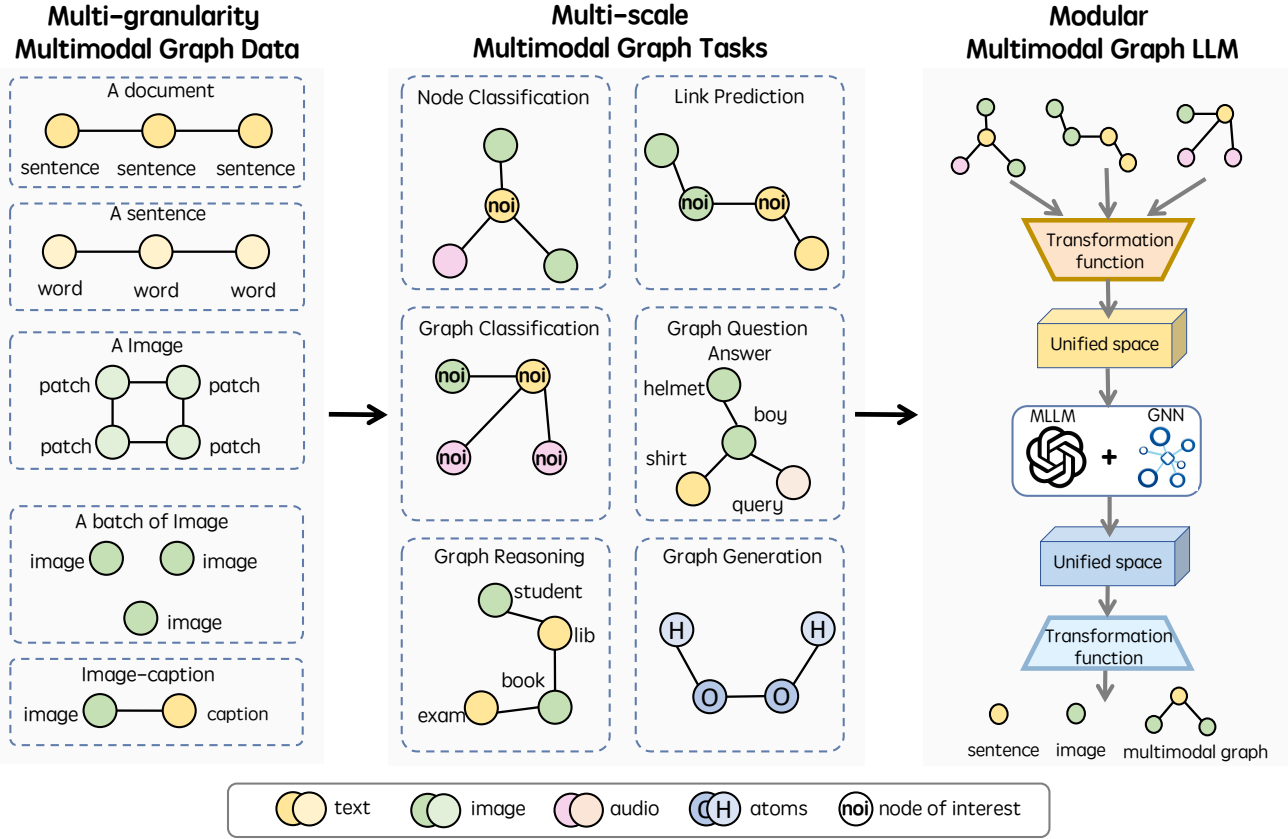 Multi-granularity
Multimodal Graph Data
A document
sentence sentence sentence
A sentence
word word word
A Image
patch patch
patch patch
A batch of Image
image image
image
Image-caption
image caption
Multi-scale
Multimodal Graph Tasks
Node Classification
noi
Link Prediction
noi noi
Graph Classification
noi noi
noi noi
Graph Question
Answer
helmet
boy
shirt
query
Graph Reasoning
student
lib
book
exam
Graph Generation
H H
O O
Modular
Multimodal Graph LLM
Transformation
function
Unified space
MLLM GNN
+
Unified space
Transformation
function
sentence image multimodal graph
text image audio O H atoms noi node of interest